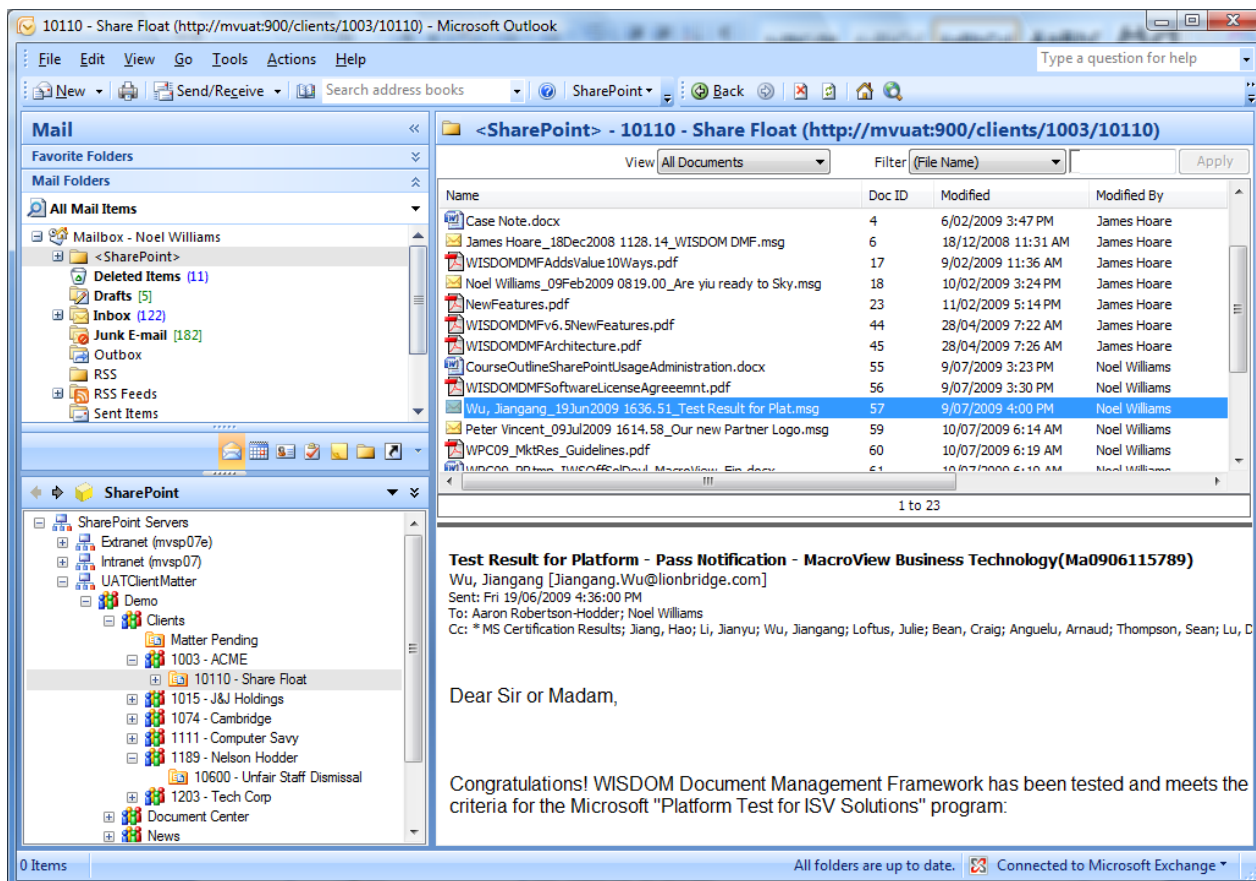 10110 - Share Float (http://mvuat:900/clients/1003/10110) - Microsoft Outlook
File Edit View Go Tools Actions Help
Type a question for help
New Send/Receive Search address books SharePoint Back
Mail
Favorite Folders
Mail Folders
All Mail Items
Mailbox - Noel Williams
<SharePoint>
Deleted Items (11)
Drafts [5]
Inbox (122)
Junk E-mail [182]
Outbox
RSS
RSS Feeds
Sent Items
SharePoint
SharePoint Servers
Extranet (mvsp07e)
Intranet (mvsp07)
UATClientMatter
Demo
Clients
Matter Pending
1003 - ACME
10110 - Share Float
1015 - J&J Holdings
1074 - Cambridge
1111 - Computer Savy
1189 - Nelson Hodder
10600 - Unfair Staff Dismissal
1203 - Tech Corp
Document Center
News
<SharePoint> - 10110 - Share Float (http://mvuat:900/clients/1003/10110)
View All Documents Filter (File Name) Apply
Name Doc ID Modified Modified By
Case Note.docx 4 6/02/2009 3:47 PM James Hoare
James Hoare_18Dec2008 1128.14_WISDOM DMF.msg 6 18/12/2008 11:31 AM James Hoare
WISDOMDMFAddsValue10Ways.pdf 17 9/02/2009 11:36 AM James Hoare
Noel Williams_09Feb2009 0819.00_Are yiu ready to Sky.msg 18 10/02/2009 3:24 PM James Hoare
NewFeatures.pdf 23 11/02/2009 5:14 PM James Hoare
WISDOMDMFv6.5NewFeatures.pdf 44 28/04/2009 7:22 AM James Hoare
WISDOMDMFArchitecture.pdf 45 28/04/2009 7:26 AM James Hoare
CourseOutlineSharePointUsageAdministration.docx 55 9/07/2009 3:23 PM Noel Williams
WISDOMDMFSoftwareLicenseAgreeemnt.pdf 56 9/07/2009 3:30 PM Noel Williams
Wu, Jiangang_19Jun2009 1636.51_Test Result for Plat.msg 57 9/07/2009 4:00 PM Noel Williams
Peter Vincent_09Jul2009 1614.58_Our new Partner Logo.msg 59 10/07/2009 6:14 AM Noel Williams
WPC09_MktRes_Guidelines.pdf 60 10/07/2009 6:19 AM Noel Williams
61 10/07/2009 6:19 AM Noel Williams
1 to 23
Test Result for Platform - Pass Notification - MacroView Business Technology(Ma0906115789)
Wu, Jiangang [Jiangang.Wu@lionbridge.com]
Sent: Fri 19/06/2009 4:36:00 PM
To: Aaron Robertson-Hodder; Noel Williams
Cc: * MS Certification Results; Jiang, Hao; Li, Jianyu; Wu, Jiangang; Loftus, Julie; Bean, Craig; Anguelu, Arnaud; Thompson, Sean; Lu, D
Dear Sir or Madam,
Congratulations! WISDOM Document Management Framework has been tested and meets the
criteria for the Microsoft "Platform Test for ISV Solutions" program:
0 Items All folders are up to date. Connected to Microsoft Exchange